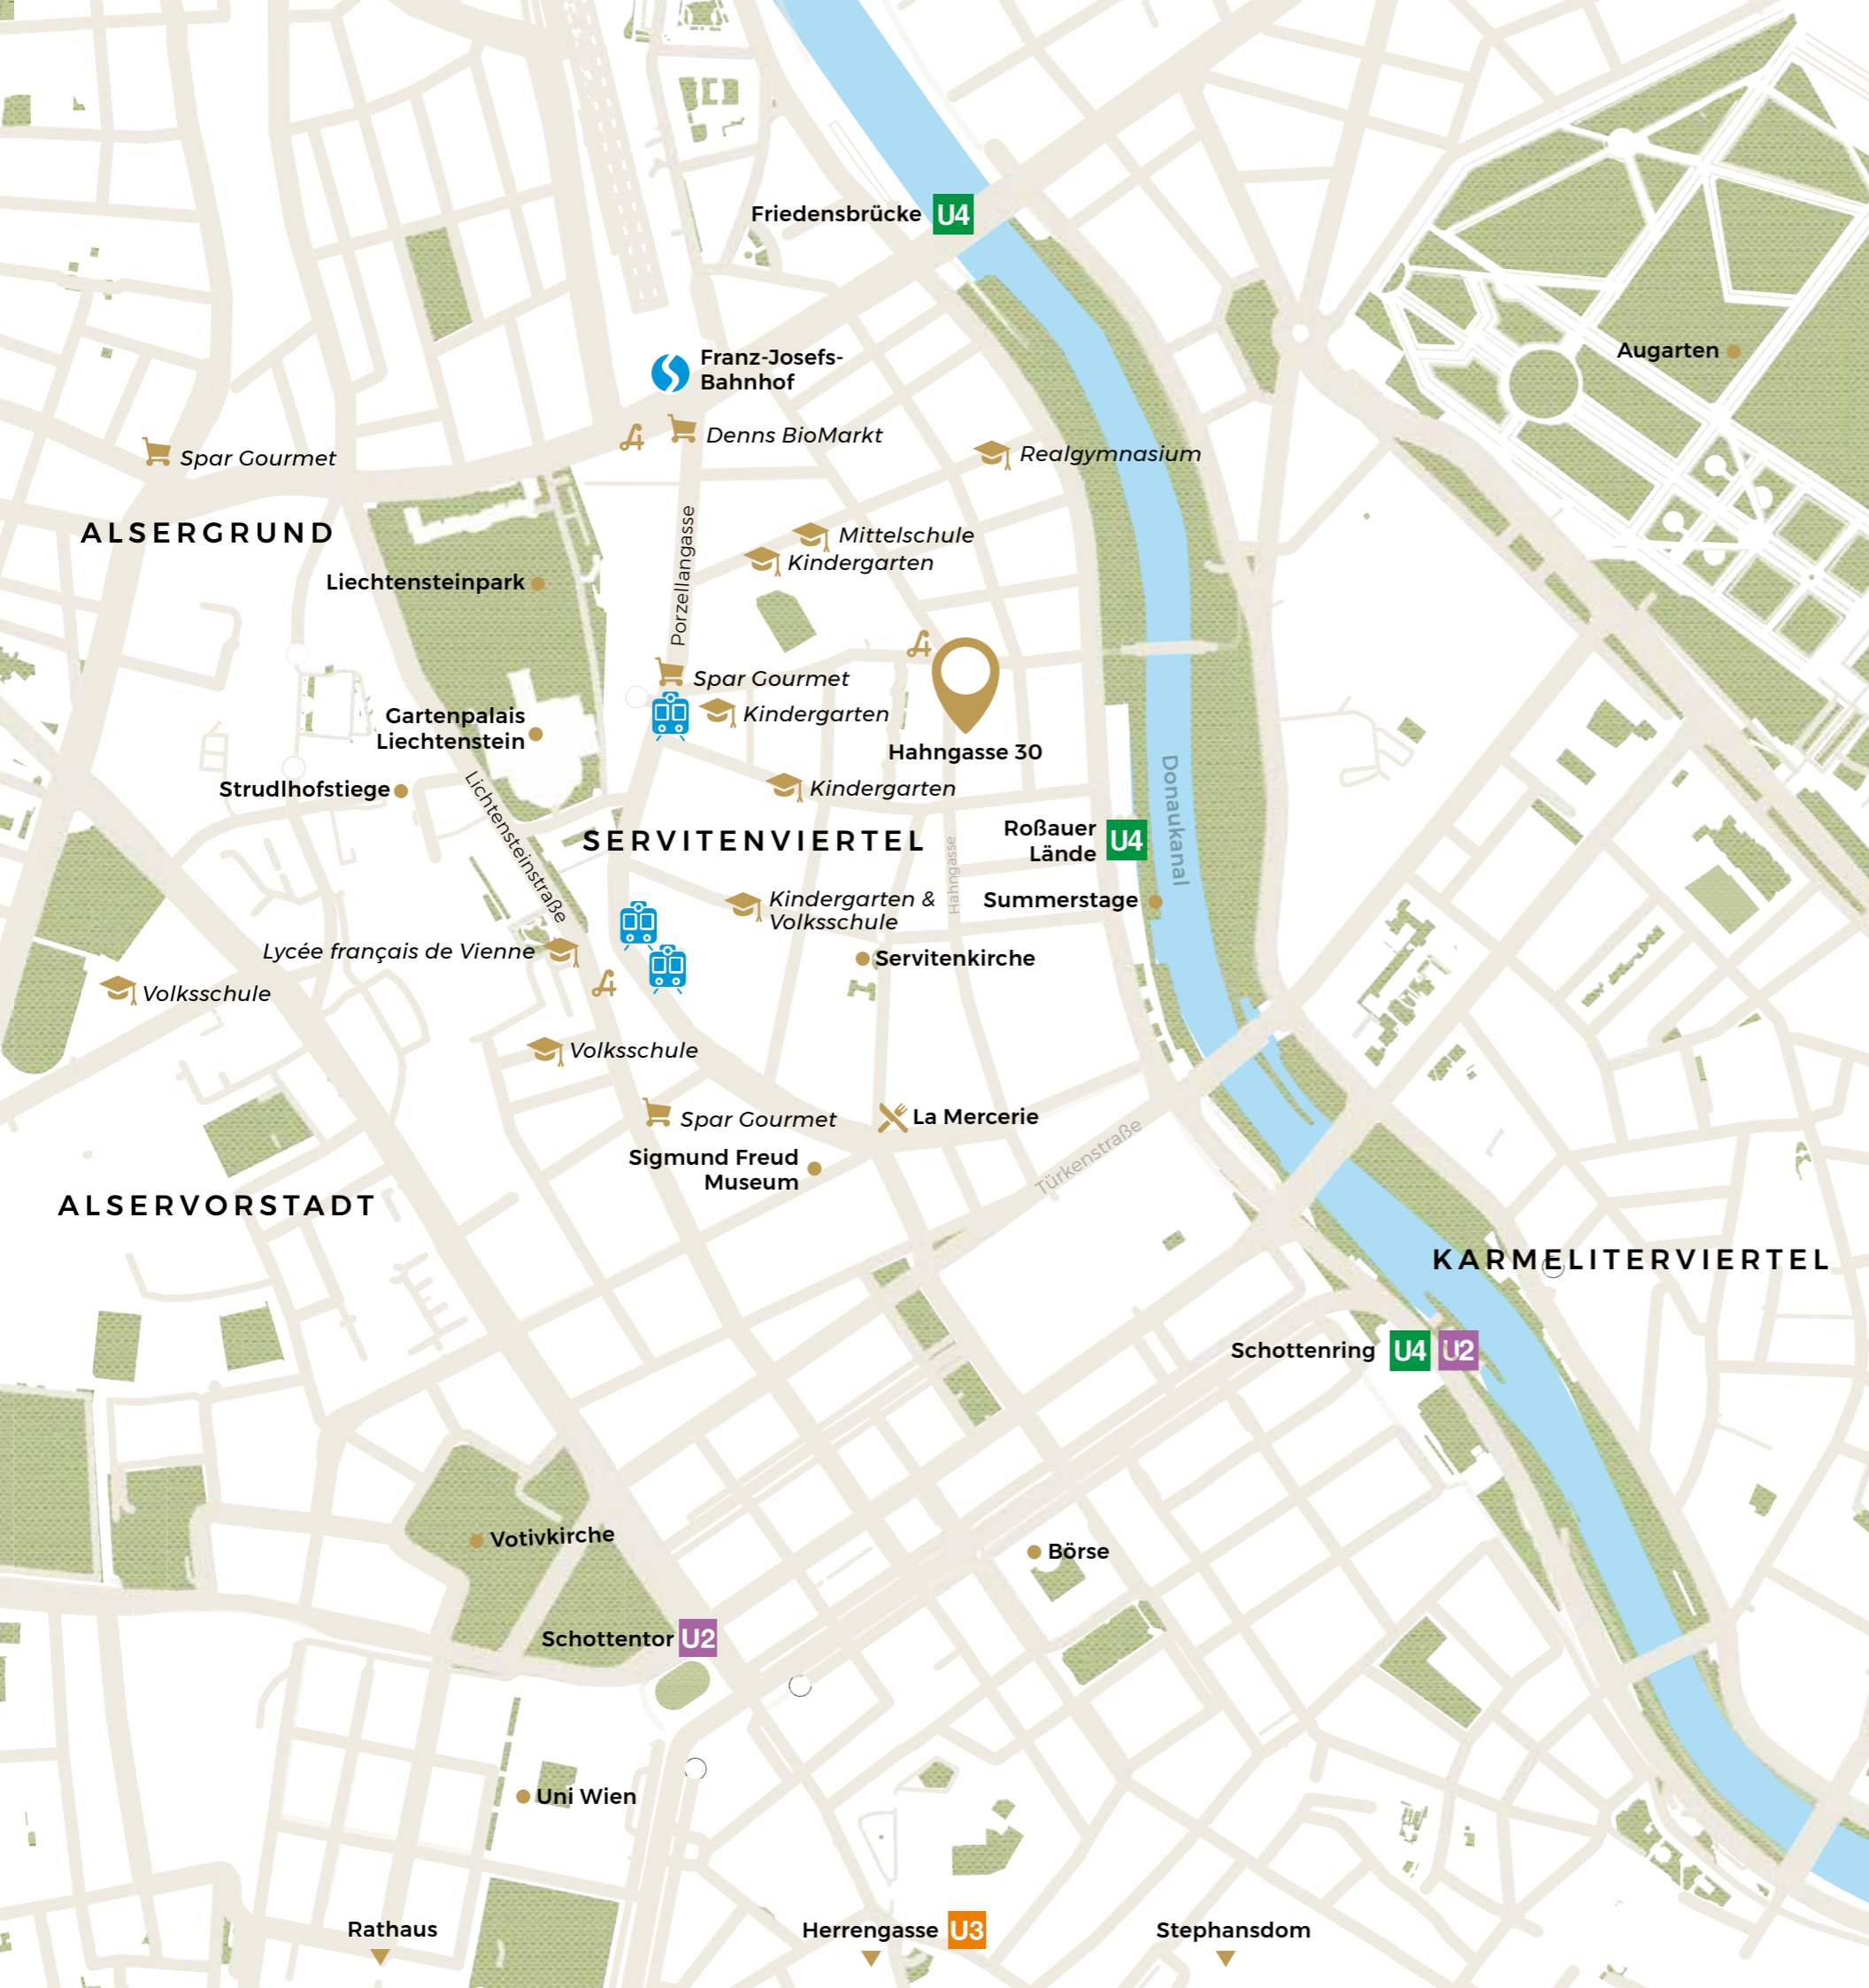 Friedensbrücke U4
Franz-Josefs-
Bahnhof
Augarten
Denns BioMarkt
Spar Gourmet
Realgymnasium
ALSERGRUND
Mittelschule
Kindergarten
Liechtensteinpark
Porzellangasse
Spar Gourmet
Kindergarten
Gartenpalais
Liechtenstein
Hahngasse 30
Strudlhofstiege
Kindergarten
Lichtensteinstraße
Donaukanal
SERVITENVIERTEL
Roßauer
Lände
U4
Hahngasse
Kindergarten &
Volksschule
Summerstage
Lycée français de Vienne
Servitenkirche
Volksschule
Volksschule
Spar Gourmet
La Mercerie
Türkenstraße
Sigmund Freud
Museum
ALSERVORSTADT
KARMELITERVIERTEL
Schottenring U4 U2
Votivkirche
Börse
Schottentor U2
Uni Wien
Rathaus
Herrengasse U3
Stephansdom